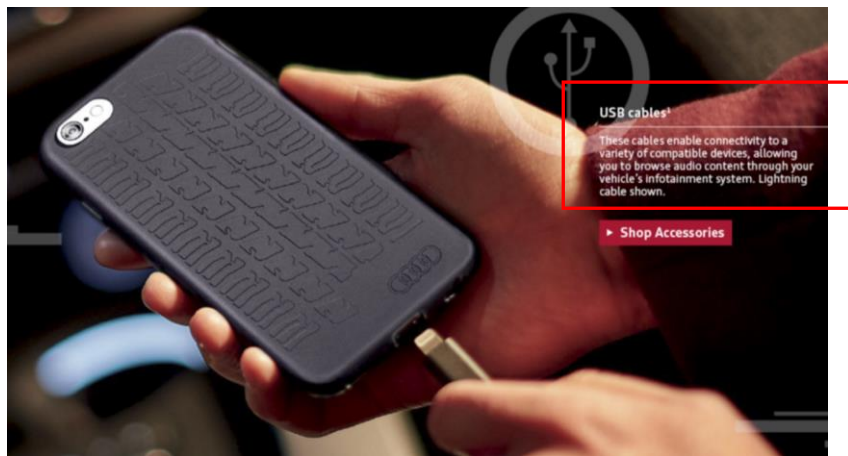 USB cables¹
These cables enable connectivity to a
variety of compatible devices, allowing
you to browse audio content through your
vehicle's infotainment system. Lightning
cable shown.
Shop Accessories